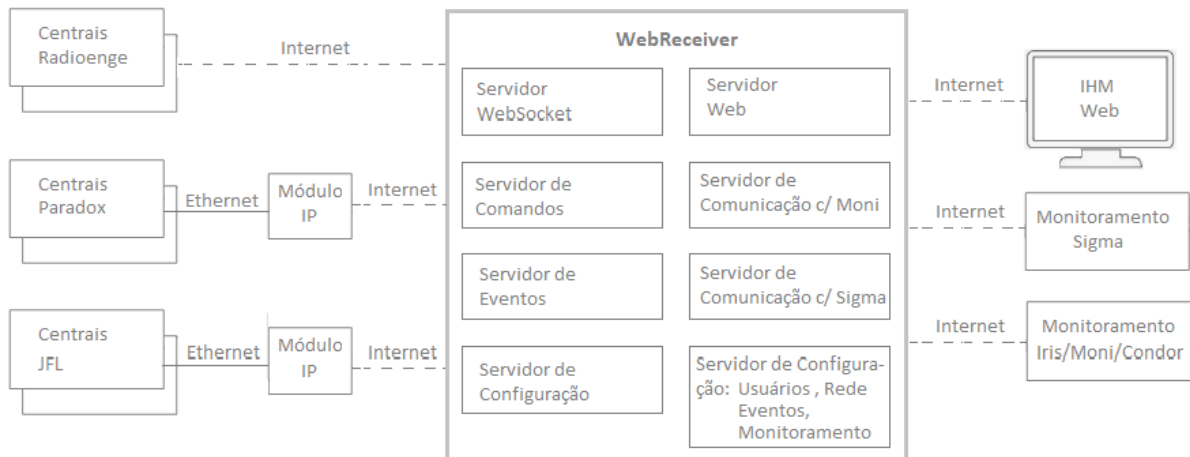 Centrais
Radioenge
Internet
Centrais
Paradox
Ethernet
Módulo
IP
Internet
Centrais
JFL
Ethernet
Módulo
IP
Internet
WebReceiver
Servidor
WebSocket
Servidor
Web
Servidor de
Comandos
Servidor de
Comunicação c/ Moni
Servidor de
Eventos
Servidor de
Comunicação c/ Sigma
Servidor de
Configuração
Servidor de Configura-
ção: Usuários , Rede
Eventos,
Monitoramento
Internet
IHM
Web
Internet
Monitoramento
Sigma
Internet
Monitoramento
Iris/Moni/Condor